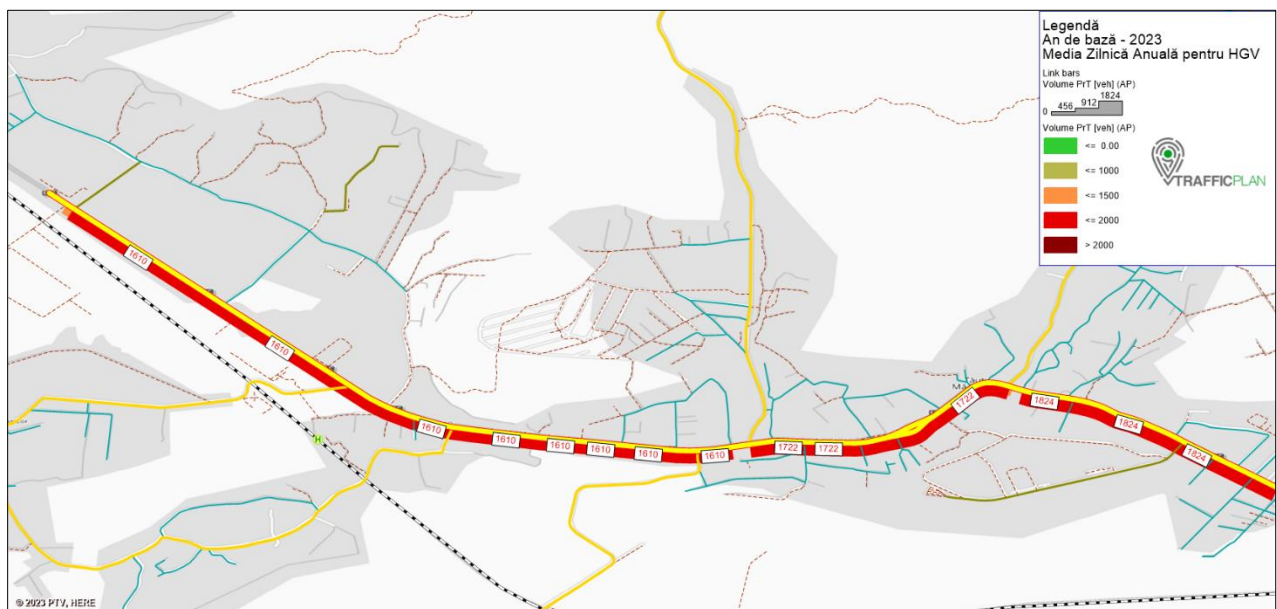 Legendă
An de bază - 2023
Media Zilnică Anuală pentru HGV
Link bars
Volume PrT [veh] (AP)
0 456 912 1824
Volume PrT [veh] (AP)
<= 0.00
<= 1000
<= 1500
<= 2000
> 2000
TRAFFICPLAN
1610
1610
1610
1610
1610
1610
1610
1610
1722
1722
1722
1824
1824
1824
H
© 2023 PTV, HERE